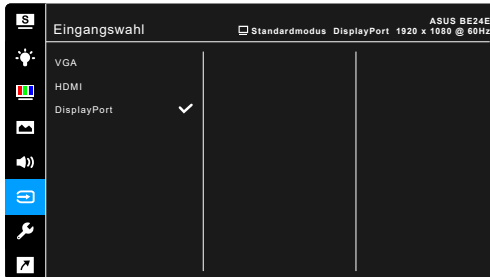 S
ASUS BE24E
Eingangswahl
Standardmodus DisplayPort 1920 x 1080 @ 60Hz
VGA
HDMI
DisplayPort